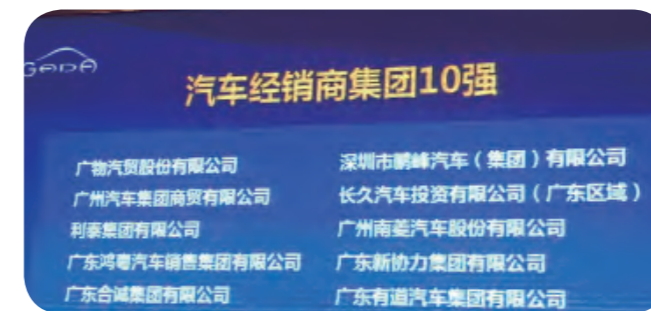 GADA
汽车经销商集团10强
广物汽贸股份有限公司
广州汽车集团商贸有限公司
利泰集团有限公司
广东鸿粤汽车销售集团有限公司
广东合诚集团有限公司
深圳市鹏峰汽车（集团）有限公司
长久汽车投资有限公司（广东区域）
广州南菱汽车股份有限公司
广东新协力集团有限公司
广东有道汽车集团有限公司